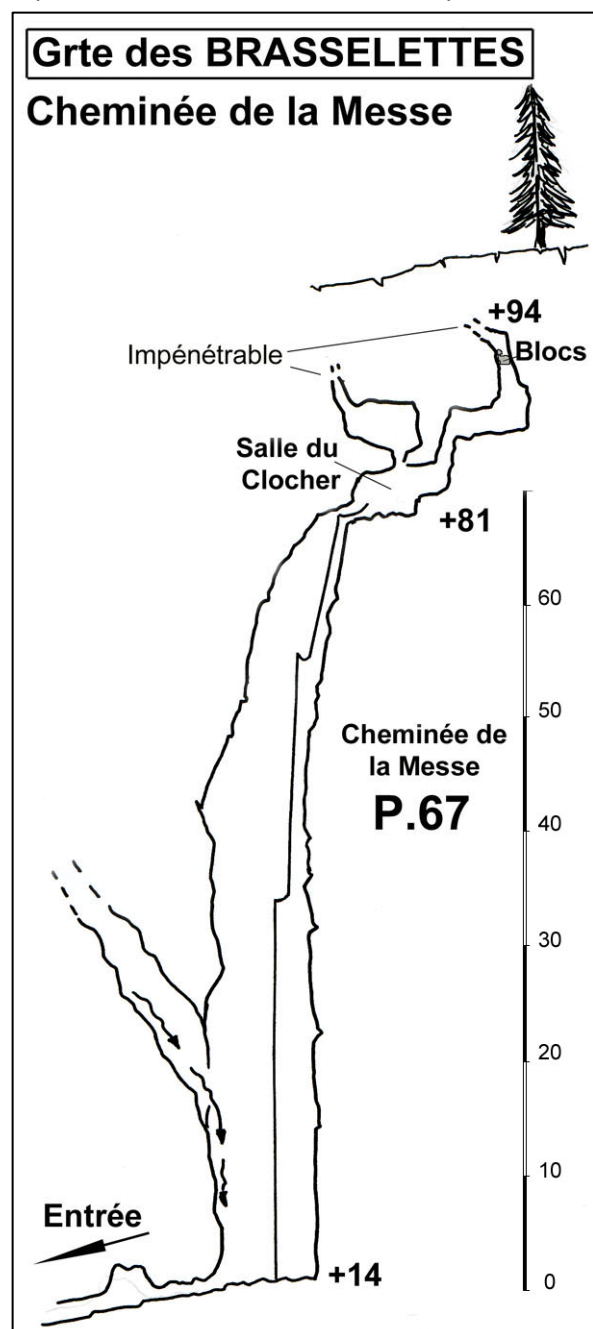 Grte des BRASSELETTES
Cheminée de la Messe
+94
Impénétrable
Blocs
Salle du
Clocher
+81
60
50
Cheminée de
la Messe
P.67
40
30
20
10
Entrée
+14
0